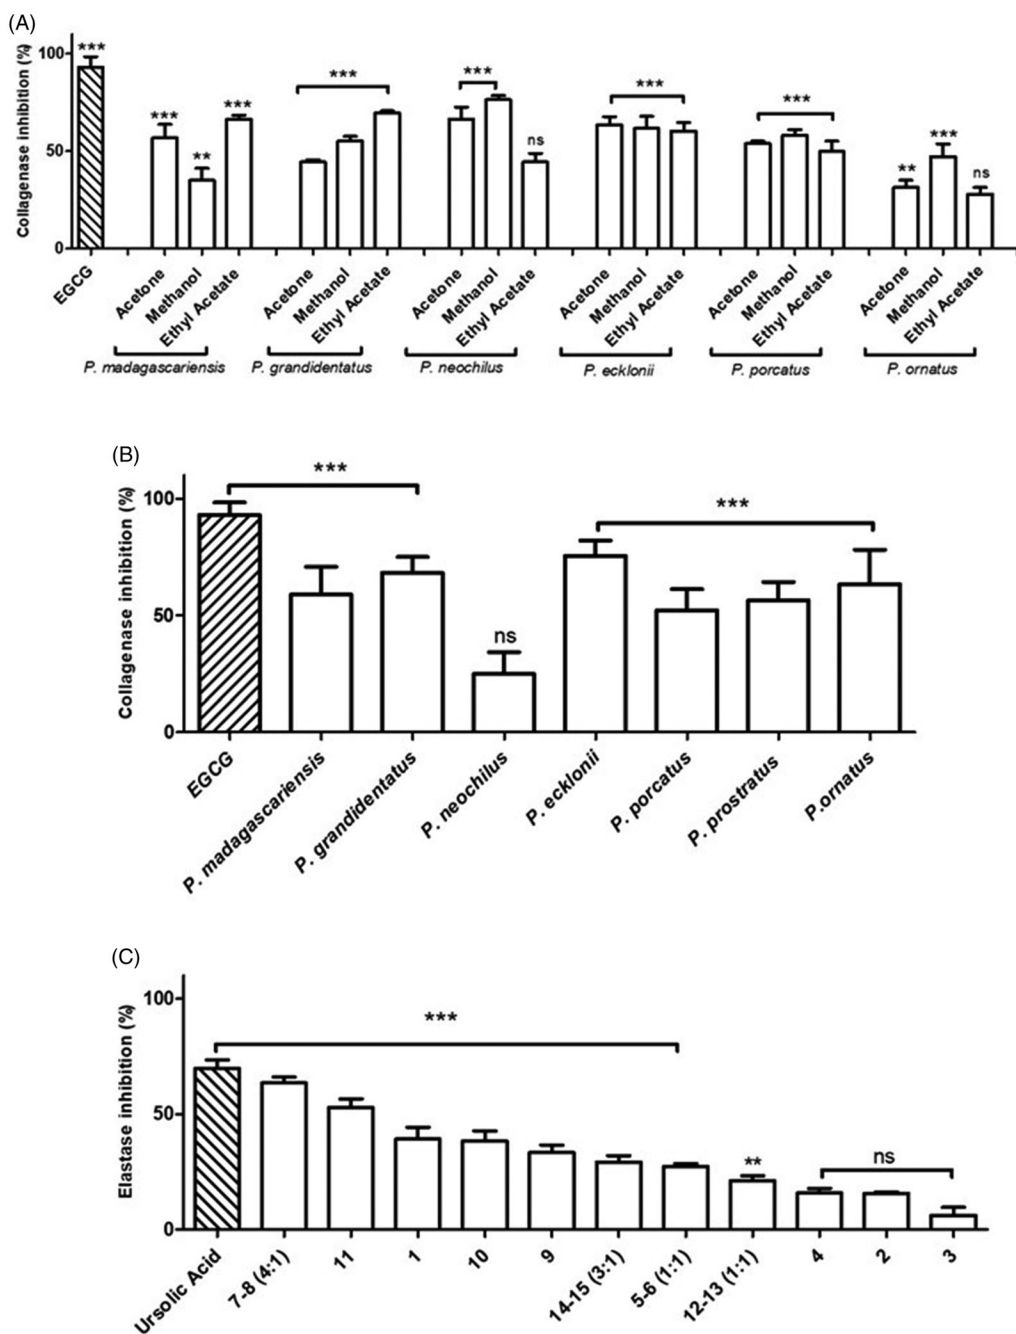 (A)
Collagenase inhibition (%)
100
50
0
***
***
**
***
***
***
ns
***
***
**
***
ns
EGCG
Acetone
Methanol
Ethyl Acetate
Acetone
Methanol
Ethyl Acetate
Acetone
Methanol
Ethyl Acetate
Acetone
Methanol
Ethyl Acetate
Acetone
Methanol
Ethyl Acetate
Acetone
Methanol
Ethyl Acetate
P. madagascariensis
P. grandidentatus
P. neochilus
P. ecklonii
P. porcatus
P. ornatus
(B)
Collagenase inhibition (%)
100
50
0
***
ns
***
EGCG
P. madagascariensis
P. grandidentatus
P. neochilus
P. ecklonii
P. porcatus
P. prostratus
P.ornatus
(C)
Elastase inhibition (%)
100
50
0
***
**
ns
Ursolic Acid
7-8 (4:1)
11
1
10
9
14-15 (3:1)
5-6 (1:1)
12-13 (1:1)
4
2
3